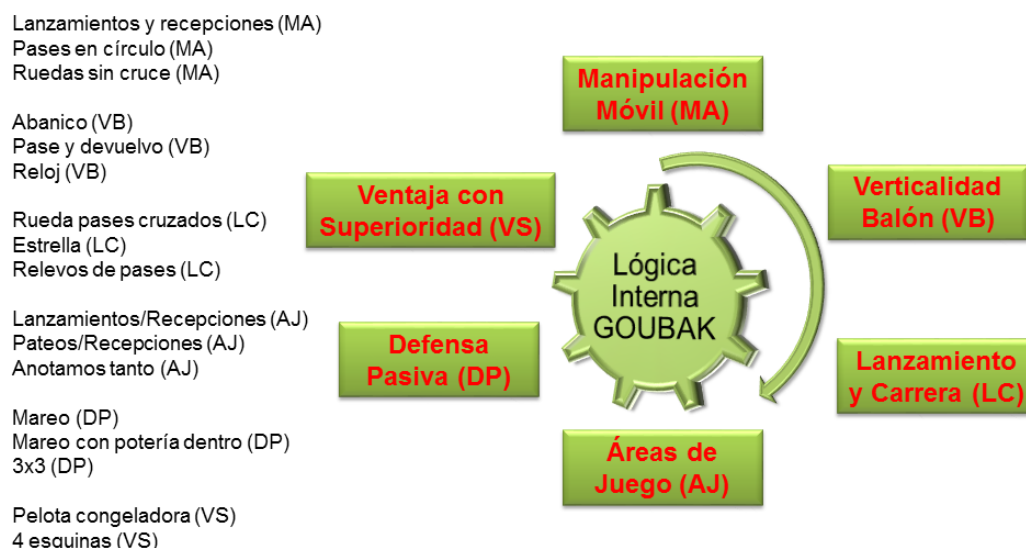 Lanzamientos y recepciones (MA)
Pases en círculo (MA)
Ruedas sin cruce (MA)
Abanico (VB)
Pase y devuelvo (VB)
Reloj (VB)
Rueda pases cruzados (LC)
Estrella (LC)
Relevos de pases (LC)
Lanzamientos/Recepciones (AJ)
Pateos/Recepciones (AJ)
Anotamos tanto (AJ)
Mareo (DP)
Mareo con potería dentro (DP)
3x3 (DP)
Pelota congeladora (VS)
4 esquinas (VS)
Manipulación
Móvil (MA)
Verticalidad
Balón (VB)
Lanzamiento
y Carrera (LC)
Áreas de
Juego (AJ)
Defensa
Pasiva (DP)
Ventaja con
Superioridad (VS)
Lógica
Interna
GOUBAK